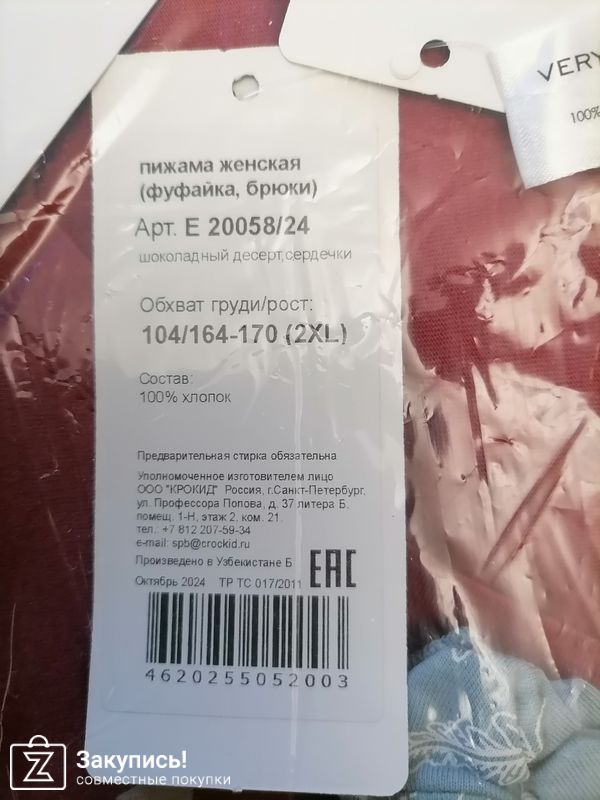 VERY
100%
пижама женская
(фуфайка, брюки)
Арт. Е 20058/24
шоколадный десерт,сердечки
Обхват груди/рост:
104/164-170 (2XL)
Состав:
100% хлопок
Предварительная стирка обязательна
Уполномоченное изготовителем лицо
ООО "КРОКИД" Россия, г.Санкт-Петербург,
ул. Профессора Попова, д. 37 литера Б.
помещ. 1-Н, этаж 2, ком. 21.
тел.: +7 812 207-59-34
e-mail: spb@crockid.ru
Произведено в Узбекистане Б
Октябрь 2024 ТР ТС 017/2011
ЕАС
4620255052003
Закупись!
совместные покупки